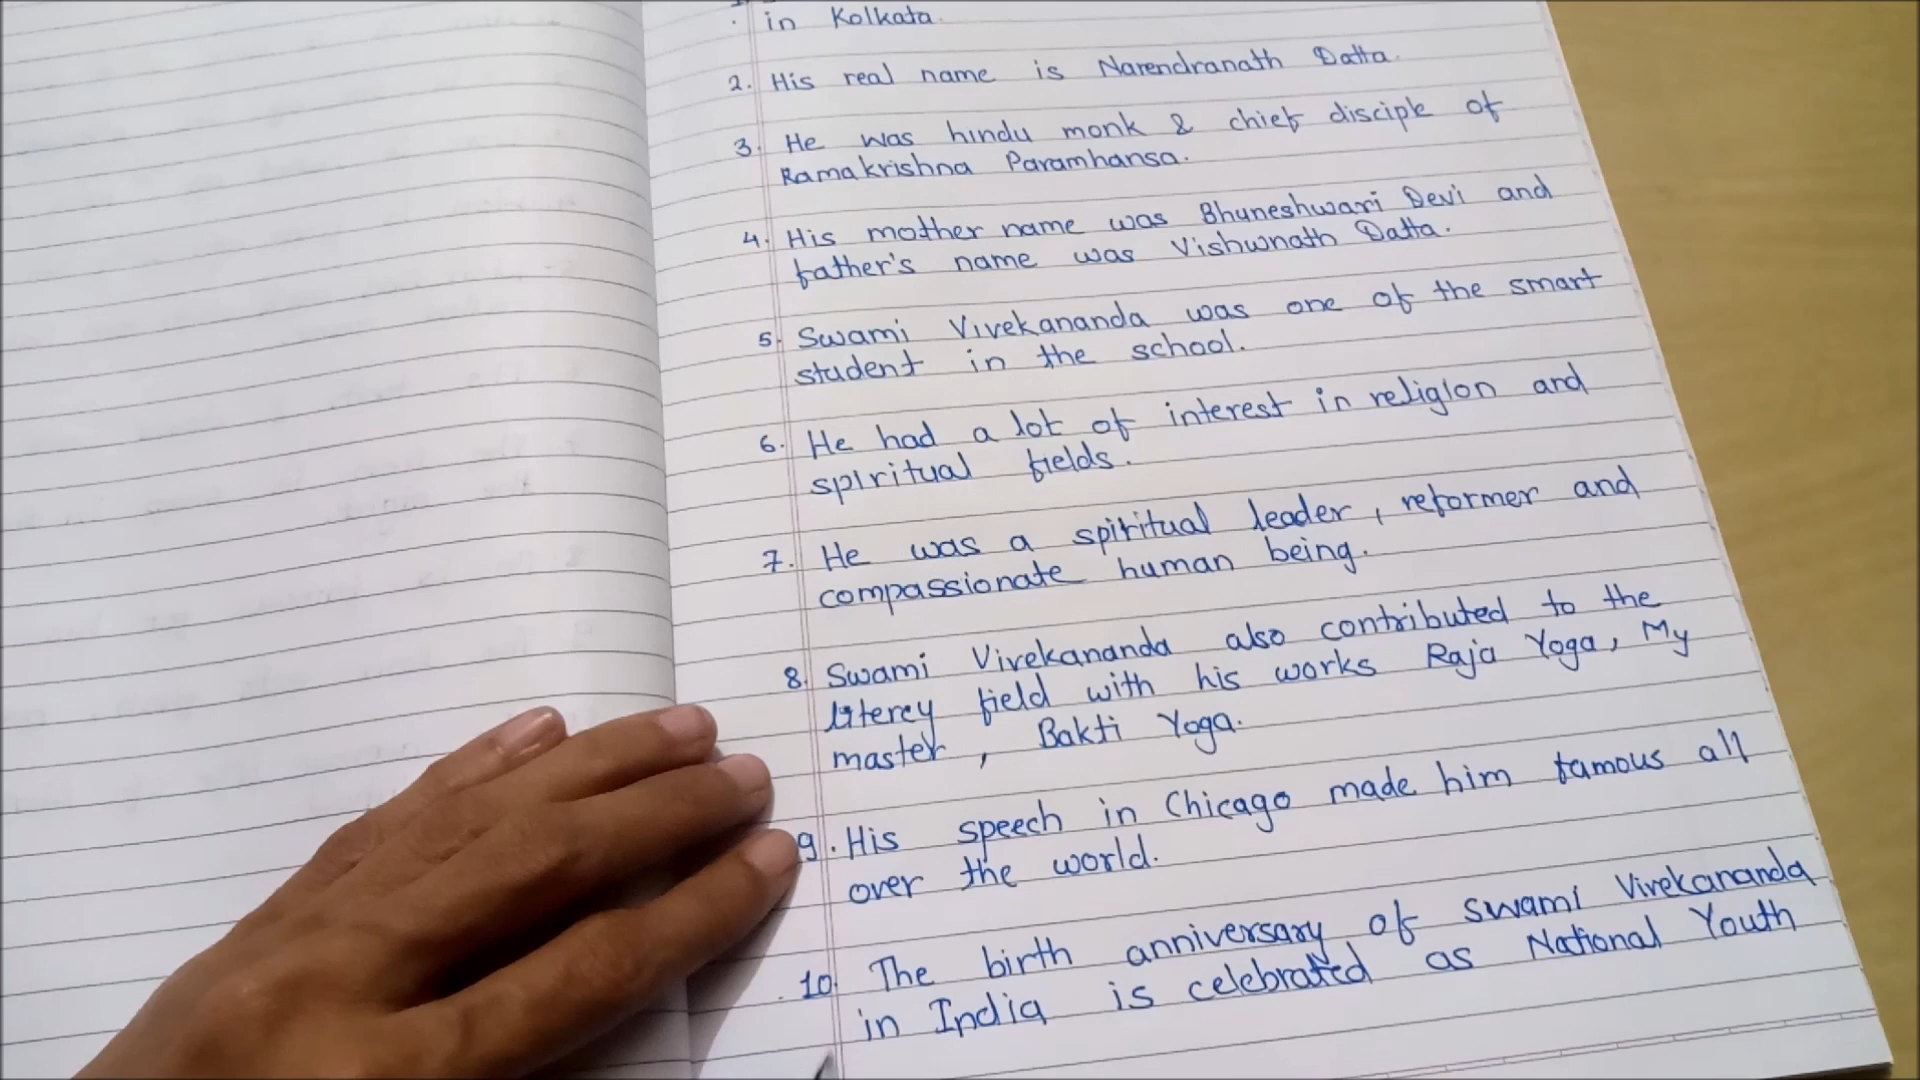 in Kolkata.
2. His real name is Narendranath Datta.
3. He was hindu monk & chief disciple of
Ramakrishna Paramhansa.
4. His mother name was Bhuneshwari Devi and
father's name was Vishwnath Datta.
5. Swami Vivekananda was one of the smart
student in the school.
6. He had a lot of interest in religion and
spiritual fields.
7. He was a spiritual leader, reformer and
compassionate human being.
8. Swami Vivekananda also contributed to the
literey field with his works Raja Yoga, My
master, Bakti Yoga.
9. His speech in Chicago made him famous all
over the world.
10. The birth anniversary of swami Vivekananda
in India is celebrated as National Youth